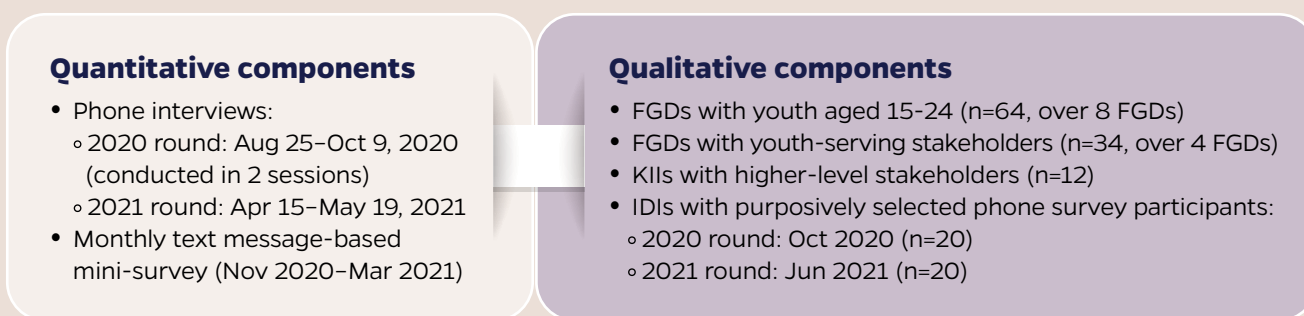 Quantitative components
• Phone interviews:
∘ 2020 round: Aug 25–Oct 9, 2020
(conducted in 2 sessions)
∘ 2021 round: Apr 15–May 19, 2021
• Monthly text message-based
mini-survey (Nov 2020–Mar 2021)
Qualitative components
• FGDs with youth aged 15-24 (n=64, over 8 FGDs)
• FGDs with youth-serving stakeholders (n=34, over 4 FGDs)
• KIIs with higher-level stakeholders (n=12)
• IDIs with purposively selected phone survey participants:
∘ 2020 round: Oct 2020 (n=20)
∘ 2021 round: Jun 2021 (n=20)